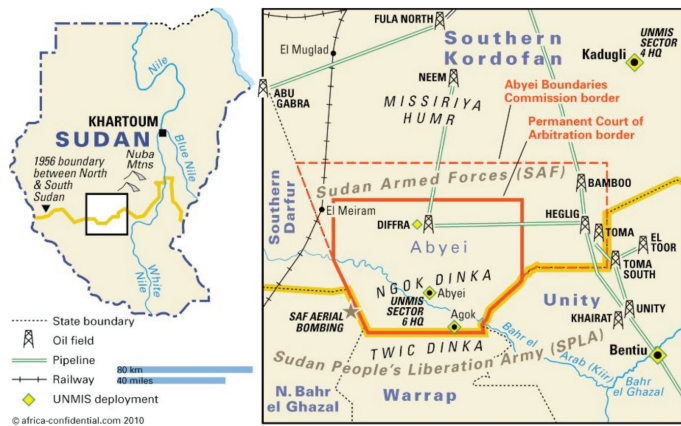 Nile
KHARTOUM
SUDAN
1956 boundary
between North
& South
Sudan
Nuba
Mtns
Blue Nile
White
Nile
State boundary
Oil field
Pipeline
Railway
UNMIS deployment
80 km
40 miles
© africa-confidential.com 2010
FULA NORTH
El Muglad
Southern
Kordofan
UNMIS
SECTOR
4 HQ
Kadugli
ABU
GABRA
NEEM
MISSIRIYA
HUMR
Abyei Boundaries
Commission border
Permanent Court of
Arbitration border
Southern
Darfur
Sudan Armed Forces (SAF)
BAMBOO
El Meiram
DIFFRA
HEGLIG
TOMA
EL
TOOR
Abyei
TOMA
SOUTH
NGOK DINKA
UNMIS
SECTOR
6 HQ
Abyei
Agok
SAF AERIAL
BOMBING
Unity
UNITY
KHAIRAT
TWIC DINKA
Bahr el
Arab (Kiir)
Sudan People's Liberation Army (SPLA)
Bentiu
N. Bahr
el Ghazal
Warrap
Bahr
el Ghazal